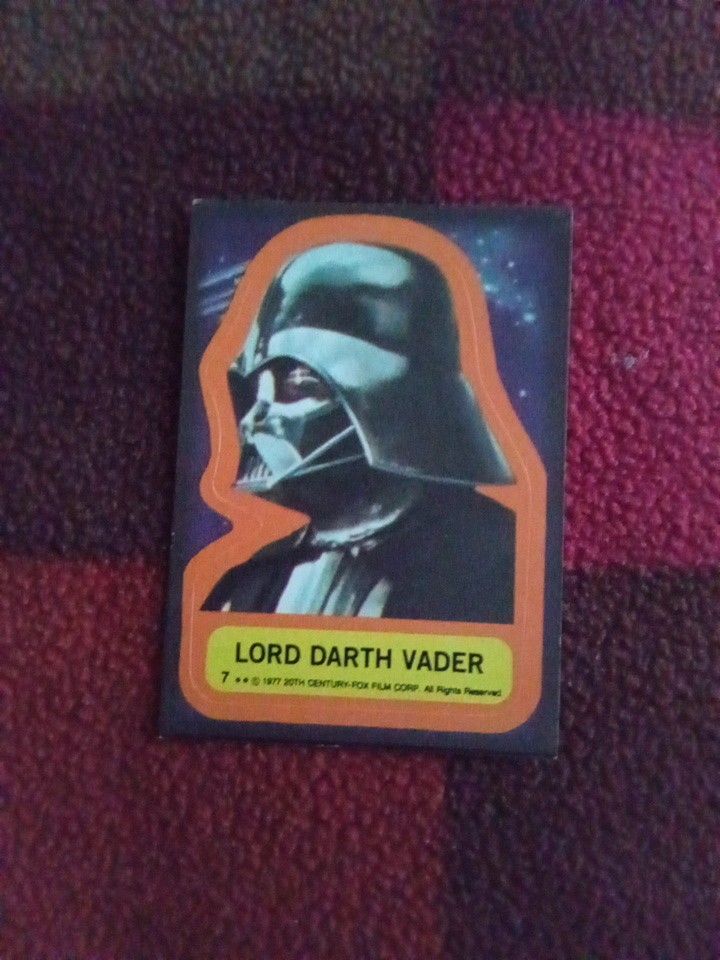 LORD DARTH VADER
7 ★★ © 1977 20TH CENTURY-FOX FILM CORP. All Rights Reserved.